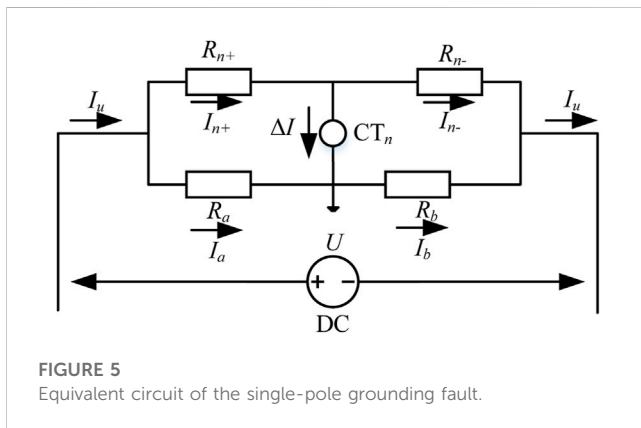 R_{n+}
R_{n-}
I_u
I_{n+}
ΔI
CT_n
I_{n-}
I_u
R_a
R_b
I_a
U
I_b
+ −
DC
FIGURE 5
Equivalent circuit of the single-pole grounding fault.